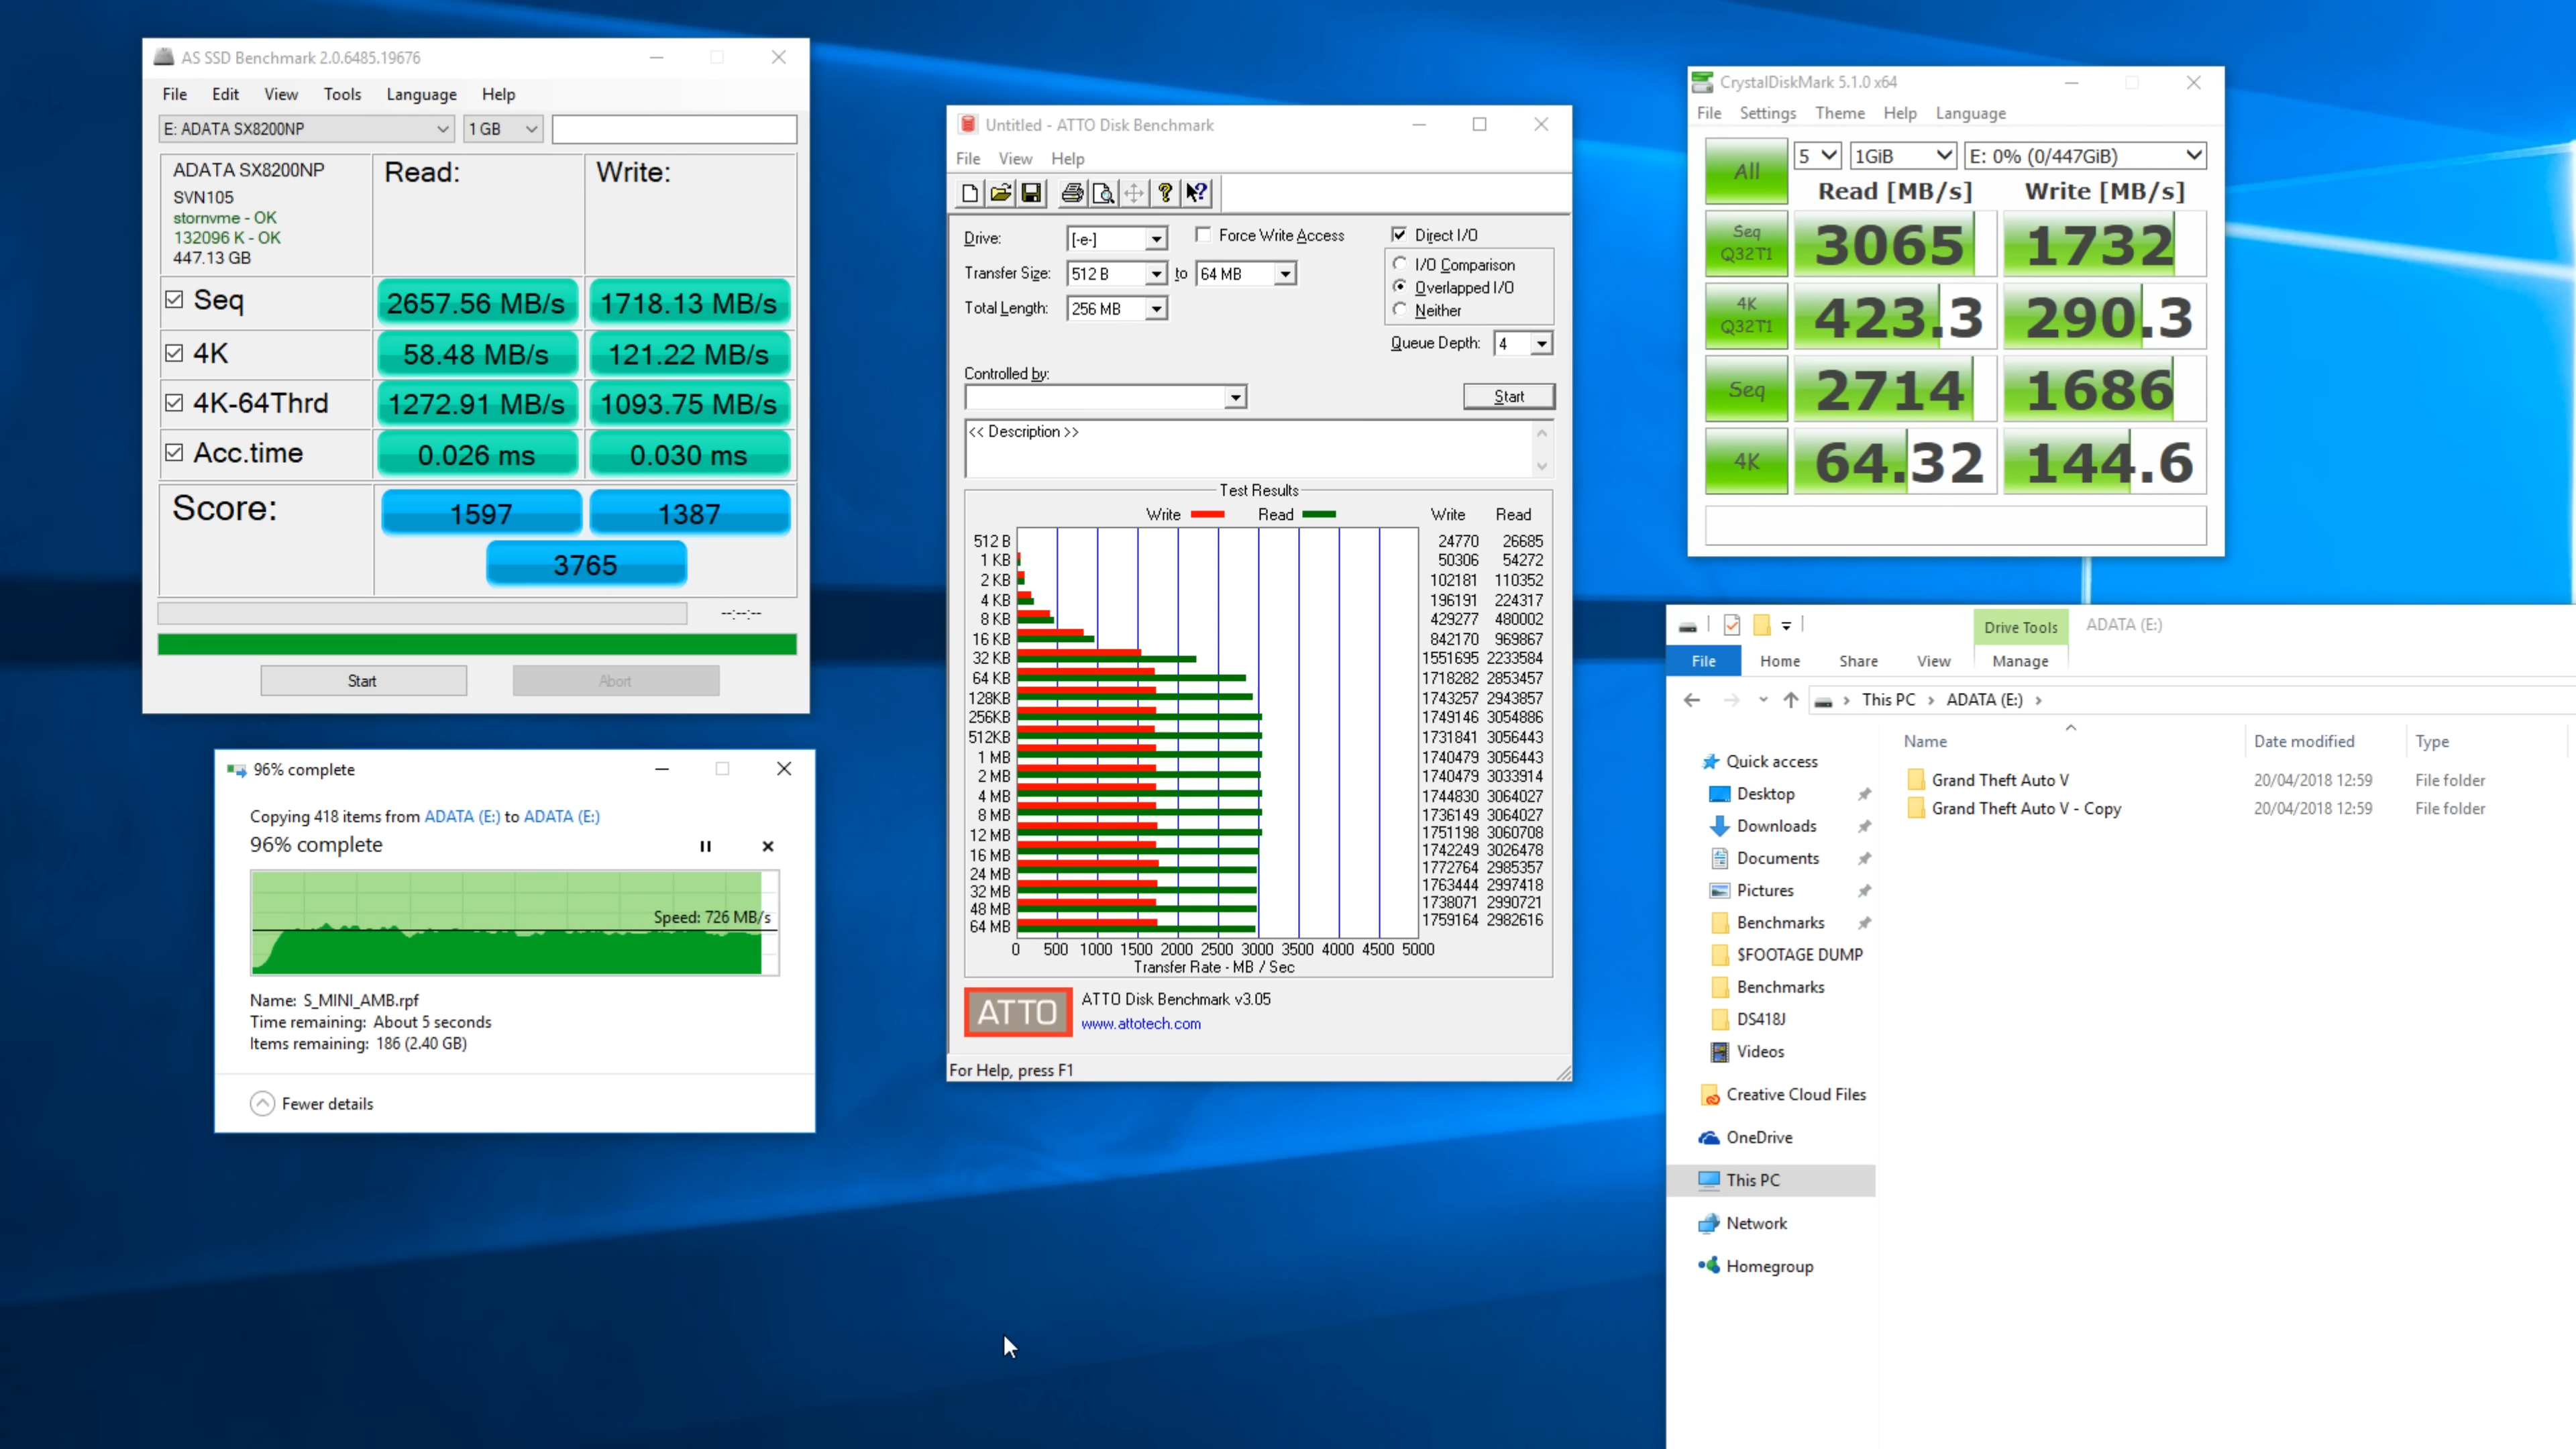 AS SSD Benchmark 2.0.6485.19676
File Edit View Tools Language Help
E: ADATA SX8200NP 1 GB
ADATA SX8200NP Read: Write:
SVN105
stornvme - OK
132096 K - OK
447.13 GB
Seq 2657.56 MB/s 1718.13 MB/s
4K 58.48 MB/s 121.22 MB/s
4K-64Thrd 1272.91 MB/s 1093.75 MB/s
Acc.time 0.026 ms 0.030 ms
Score: 1597 1387
3765
--:--:--
Start Abort
96% complete
Copying 418 items from ADATA (E:) to ADATA (E:)
96% complete
Speed: 726 MB/s
Name: S_MINI_AMB.rpf
Time remaining: About 5 seconds
Items remaining: 186 (2.40 GB)
Fewer details
Untitled - ATTO Disk Benchmark
File View Help
Drive: [-e-] Force Write Access Direct I/O
Transfer Size: 512 B to 64 MB I/O Comparison
Overlapped I/O
Total Length: 256 MB Neither
Queue Depth: 4
Controlled by:
Start
<< Description >>
Test Results
Write Read Write Read
512 B 24770 26685
1 KB 50306 54272
2 KB 102181 110352
4 KB 196191 224317
8 KB 429277 480002
16 KB 842170 969867
32 KB 1551695 2233584
64 KB 1718282 2853457
128KB 1743257 2943857
256KB 1749146 3054886
512KB 1731841 3056443
1 MB 1740479 3056443
2 MB 1740479 3033914
4 MB 1744830 3064027
8 MB 1736149 3064027
12 MB 1751198 3060708
16 MB 1742249 3026478
24 MB 1772764 2985357
32 MB 1763444 2997418
48 MB 1738071 2990721
64 MB 1759164 2982616
0 500 1000 1500 2000 2500 3000 3500 4000 4500 5000
Transfer Rate - MB / Sec
ATTO
ATTO Disk Benchmark v3.05
www.attotech.com
For Help, press F1
CrystalDiskMark 5.1.0 x64
File Settings Theme Help Language
All 5 1GiB E: 0% (0/447GiB)
Read [MB/s] Write [MB/s]
Seq
Q32T1 3065 1732
4K
Q32T1 423.3 290.3
Seq 2714 1686
4K 64.32 144.6
Drive Tools ADATA (E:)
File Home Share View Manage
This PC ADATA (E:)
Name Date modified Type
Grand Theft Auto V 20/04/2018 12:59 File folder
Grand Theft Auto V - Copy 20/04/2018 12:59 File folder
Quick access
Desktop
Downloads
Documents
Pictures
Benchmarks
$FOOTAGE DUMP
Benchmarks
DS418J
Videos
Creative Cloud Files
OneDrive
This PC
Network
Homegroup